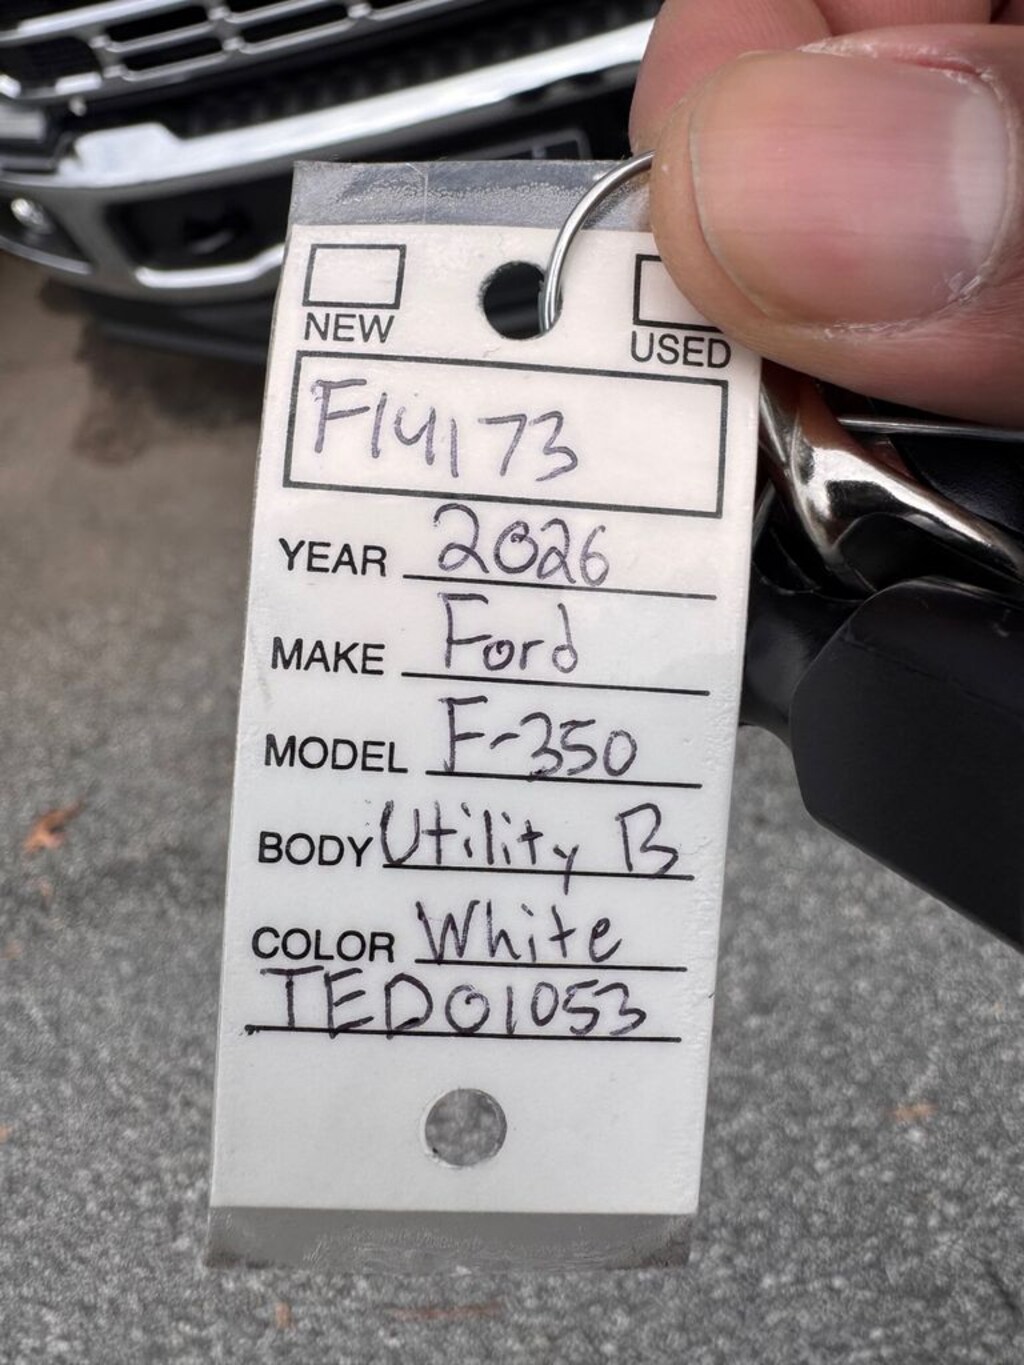 NEW USED
F14173
YEAR 2026
MAKE Ford
MODEL F-350
BODY Utility B
COLOR White
TED01053